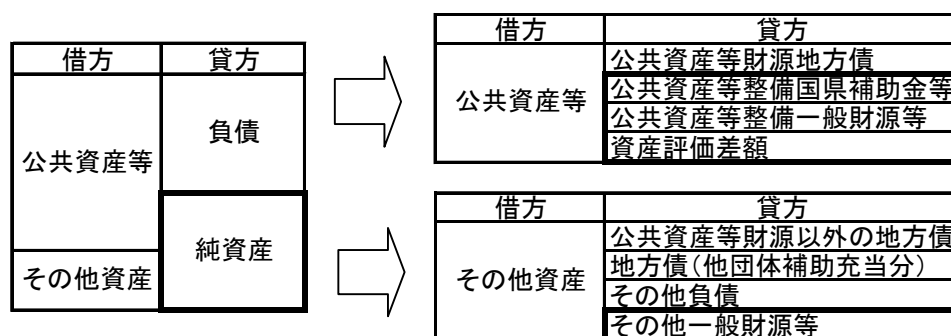 借方 貸方
公共資産等 負債
その他資産 純資産
借方 貸方
公共資産等 公共資産等財源地方債
公共資産等整備国県補助金等
公共資産等整備一般財源等
資産評価差額
借方 貸方
その他資産 公共資産等財源以外の地方債
地方債(他団体補助充当分)
その他負債
その他一般財源等